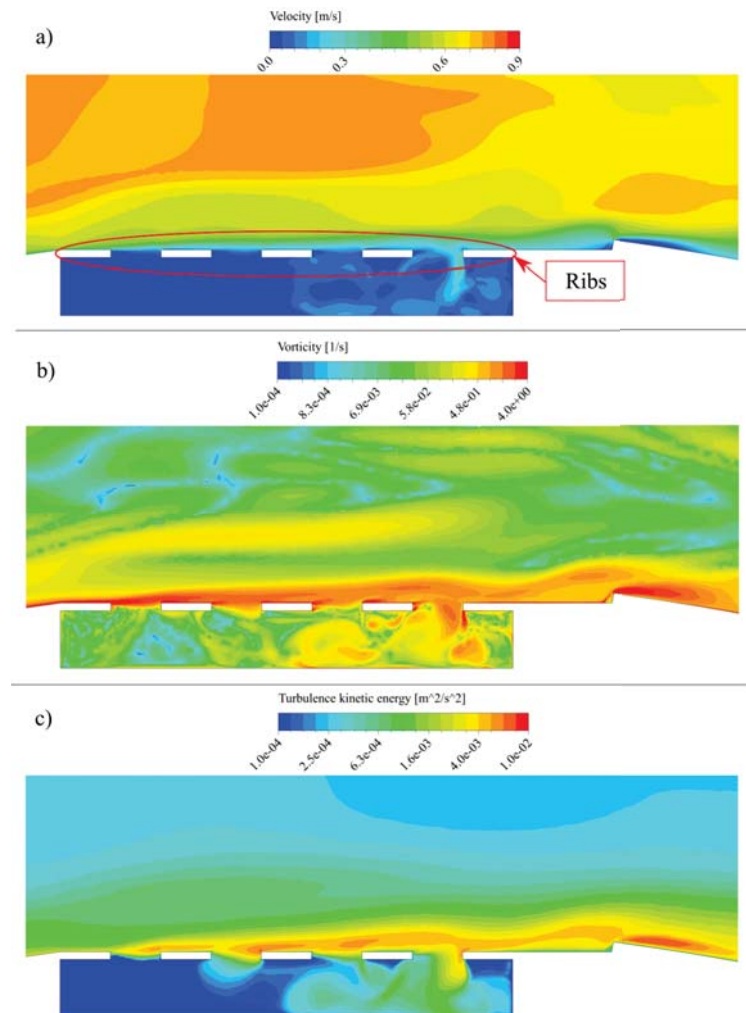 Velocity [m/s]
a)
0.0
0.3
0.6
0.9
Ribs
Vorticity [1/s]
b)
1.0e-04
8.3e-04
6.9e-03
5.8e-02
4.8e-01
4.0e+00
Turbulence kinetic energy [m^2/s^2]
c)
1.0e-04
2.5e-04
6.3e-04
1.6e-03
4.0e-03
1.0e-02